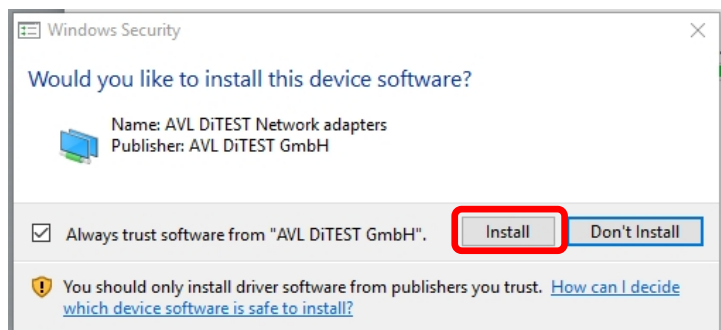 Windows Security
Would you like to install this device software?
Name: AVL DiTEST Network adapters
Publisher: AVL DiTEST GmbH
Always trust software from "AVL DiTEST GmbH".
Install
Don't Install
You should only install driver software from publishers you trust. How can I decide
which device software is safe to install?